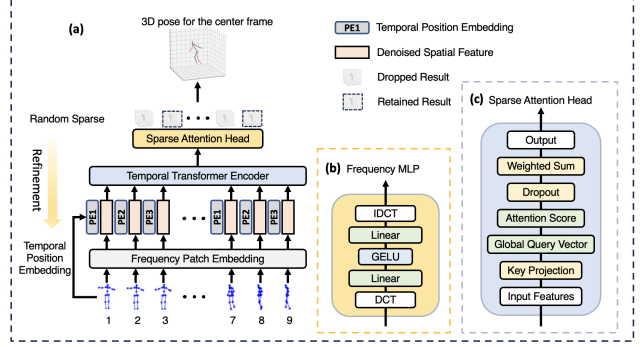 (a)
3D pose for the center frame
Random Sparse
Sparse Attention Head
Refinement
Temporal Transformer Encoder
PE1
PE2
PE3
PE1
PE2
PE3
Temporal
Position
Embedding
Frequency Patch Embedding
1 2 3 7 8 9
PE1 Temporal Position Embedding
Denoised Spatial Feature
Dropped Result
Retained Result
(b) Frequency MLP
IDCT
Linear
GELU
Linear
DCT
(c) Sparse Attention Head
Output
Weighted Sum
Dropout
Attention Score
Global Query Vector
Key Projection
Input Features